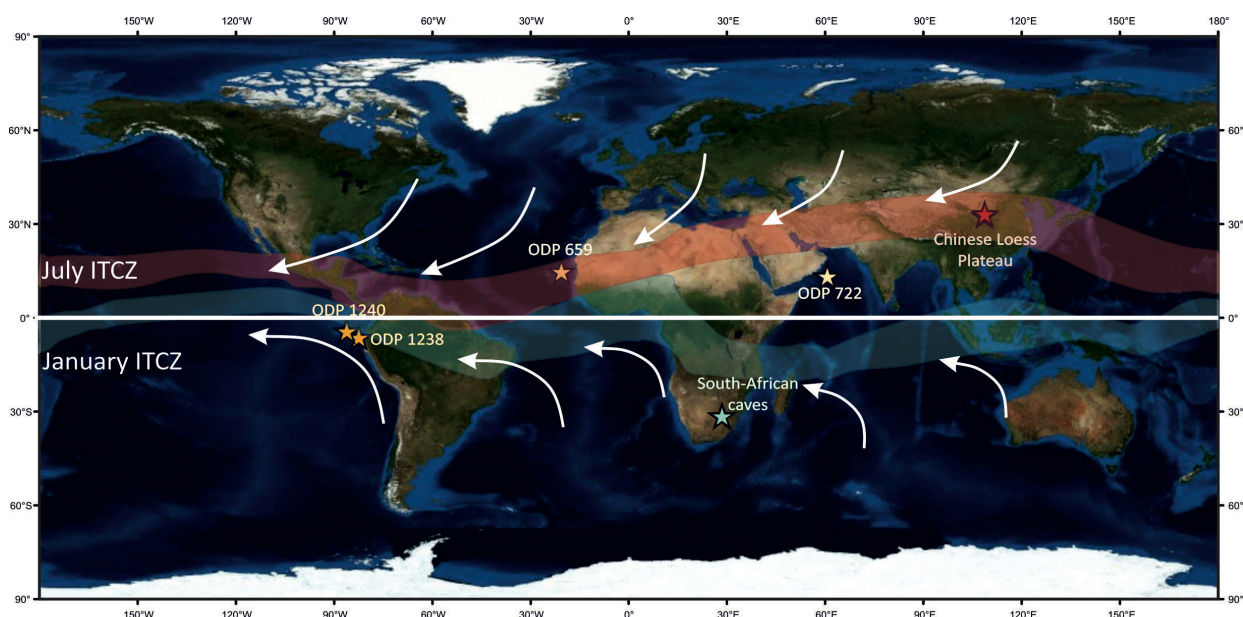 150°W 120°W 90°W 60°W 30°W 0° 30°E 60°E 90°E 120°E 150°E 180°
90° 90°
60°N 60°
30°N 30°
ODP 659
Chinese Loess
Plateau
July ITCZ
ODP 722
ODP 1240
0° 0°
ODP 1238
January ITCZ
South-African
caves
30°S 30°
60°S 60°
90° 90°
150°W 120°W 90°W 60°W 30°W 0° 30°E 60°E 90°E 120°E 150°E